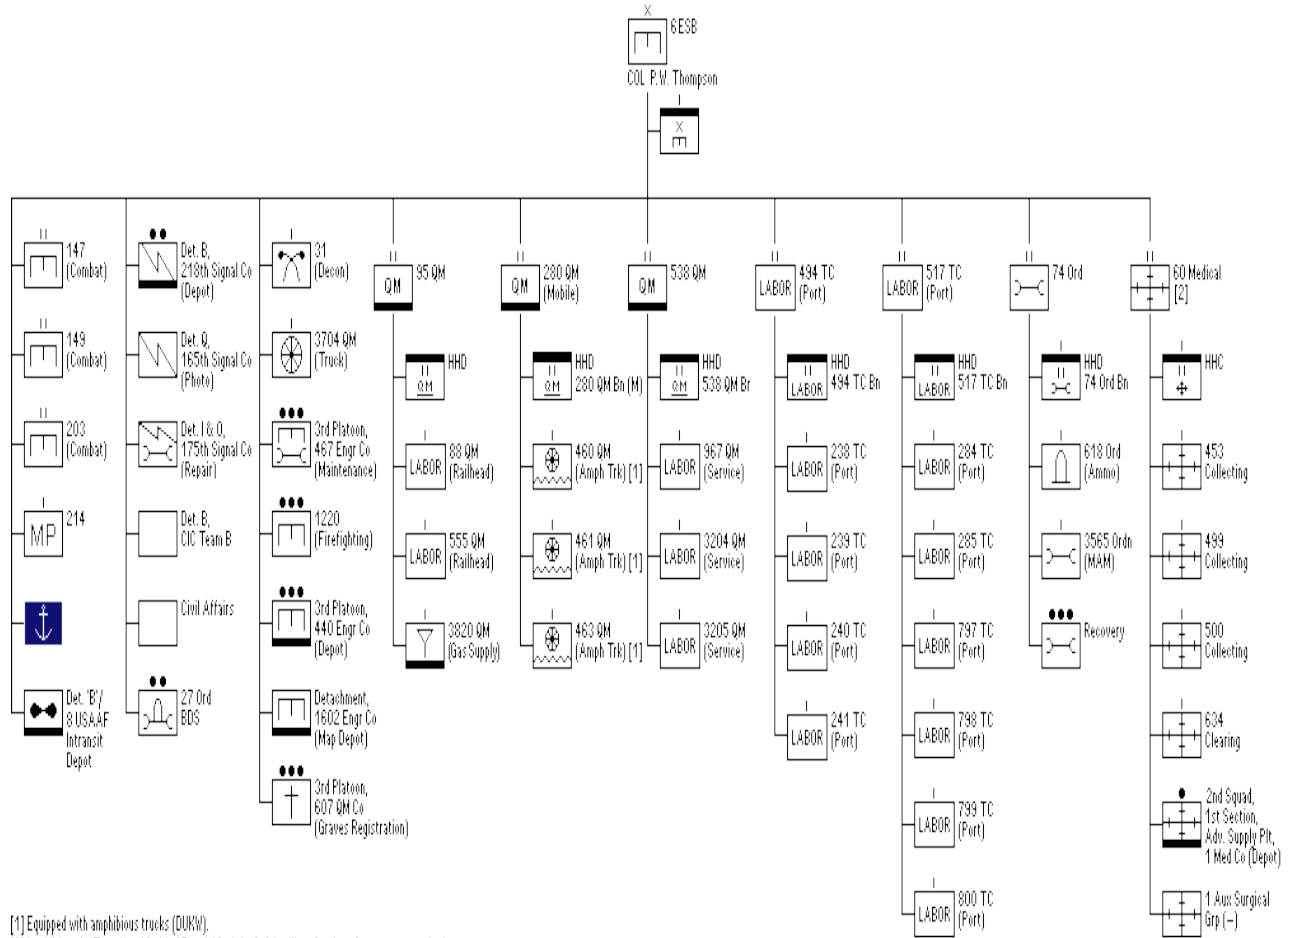 6 ESB
COL P.W. Thompson
147
(Combat)
149
(Combat)
203
(Combat)
MP
214
Det. 'B'/
8 USAAF
Intransit
Depot
Det. B,
218th Signal Co
(Depot)
Det. Q,
165th Signal Co
(Photo)
Det. I & O,
175th Signal Co
(Repair)
Det. B,
CIC Team B
Civil Affairs
27 Ord
BDS
31
(Decon)
3704 QM
(Truck)
3rd Platoon,
467 Engr Co
(Maintenance)
1220
(Firefighting)
3rd Platoon,
440 Engr Co
(Depot)
Detachment,
1602 Engr Co
(Map Depot)
3rd Platoon,
607 QM Co
(Graves Registration)
QM
95 QM
QM
HHD
LABOR
88 QM
(Railhead)
LABOR
555 QM
(Railhead)
3820 QM
(Gas Supply)
QM
280 QM
(Mobile)
QM
HHD
280 QM Bn (M)
460 QM
(Amph Trk) [1]
461 QM
(Amph Trk) [1]
463 QM
(Amph Trk) [1]
QM
538 QM
QM
HHD
538 QM Br
LABOR
967 QM
(Service)
LABOR
3204 QM
(Service)
LABOR
3205 QM
(Service)
LABOR
494 TC
(Port)
LABOR
HHD
494 TC Bn
LABOR
238 TC
(Port)
LABOR
239 TC
(Port)
LABOR
240 TC
(Port)
LABOR
241 TC
(Port)
LABOR
517 TC
(Port)
LABOR
HHD
517 TC Bn
LABOR
284 TC
(Port)
LABOR
285 TC
(Port)
LABOR
797 TC
(Port)
LABOR
798 TC
(Port)
LABOR
799 TC
(Port)
LABOR
800 TC
(Port)
74 Ord
HHD
74 Ord Bn
618 Ord
(Ammo)
3565 Ordn
(MAM)
Recovery
60 Medical
[2]
HHC
453
Collecting
499
Collecting
500
Collecting
634
Clearing
2nd Squad,
1st Section,
Adv. Supply Plt,
1 Med Co (Depot)
1 Aux Surgical
Grp (–)
[1] Equipped with amphibious trucks (DUKW).